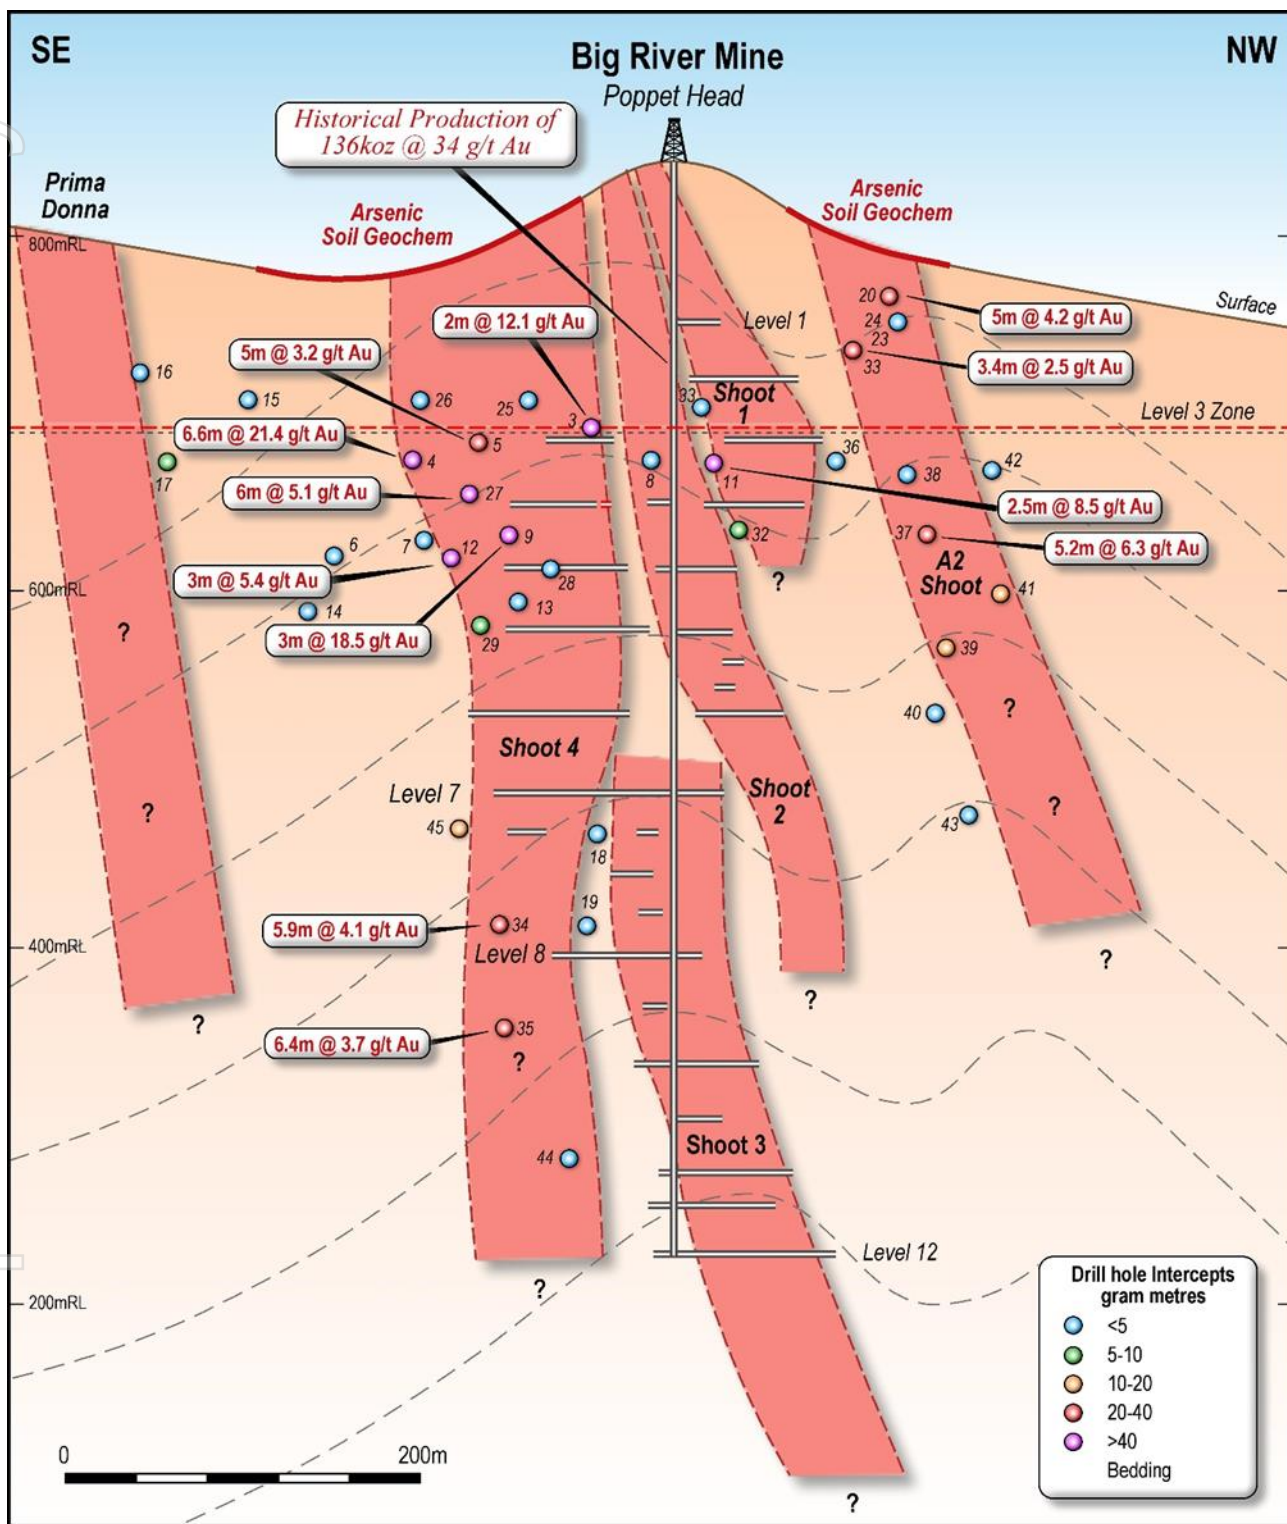 SE
Big River Mine
NW
Poppet Head
Historical Production of
136koz @ 34 g/t Au
Prima
Donna
Arsenic
Soil Geochem
Arsenic
Soil Geochem
800mRL
Surface
20
5m @ 4.2 g/t Au
2m @ 12.1 g/t Au
Level 1
24
23
33
3.4m @ 2.5 g/t Au
5m @ 3.2 g/t Au
16
15
26
25
3
33
Shoot
1
Level 3 Zone
6.6m @ 21.4 g/t Au
4
5
8
11
36
38
42
17
6m @ 5.1 g/t Au
27
2.5m @ 8.5 g/t Au
32
37
5.2m @ 6.3 g/t Au
6
7
12
9
28
?
A2
Shoot
3m @ 5.4 g/t Au
600mRL
14
13
41
?
29
3m @ 18.5 g/t Au
39
?
40
Shoot 4
Level 7
Shoot
2
?
?
45
18
43
19
5.9m @ 4.1 g/t Au
34
Level 8
400mRL
?
?
?
6.4m @ 3.7 g/t Au
35
?
Shoot 3
44
Level 12
?
200mRL
Drill hole Intercepts
gram metres
<5
5-10
10-20
20-40
>40
Bedding
0
200m
?